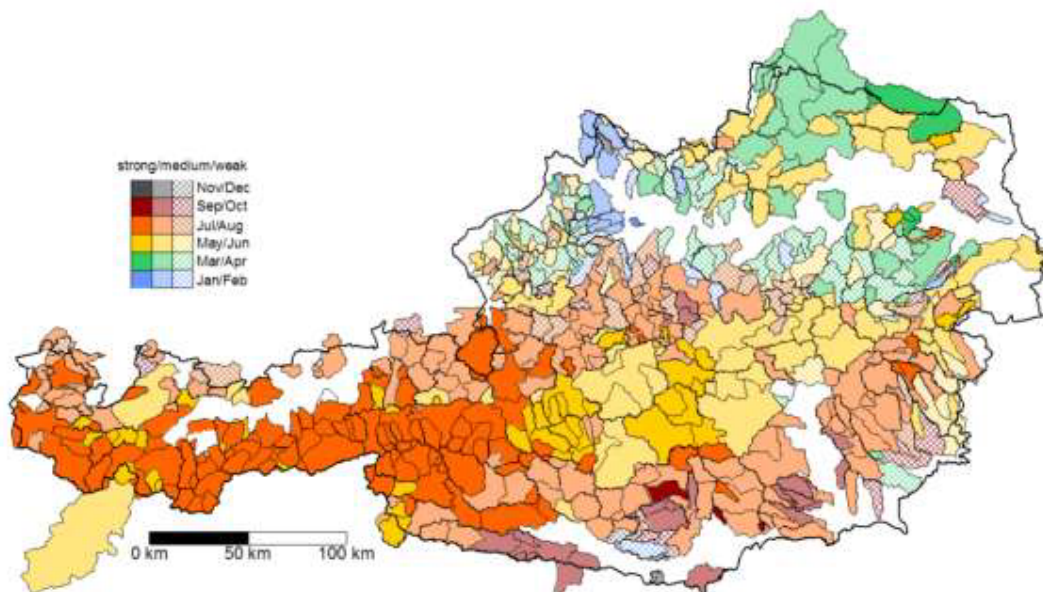 strong/medium/weak
Nov/Dec
Sep/Oct
Jul/Aug
May/Jun
Mar/Apr
Jan/Feb
0 km 50 km 100 km